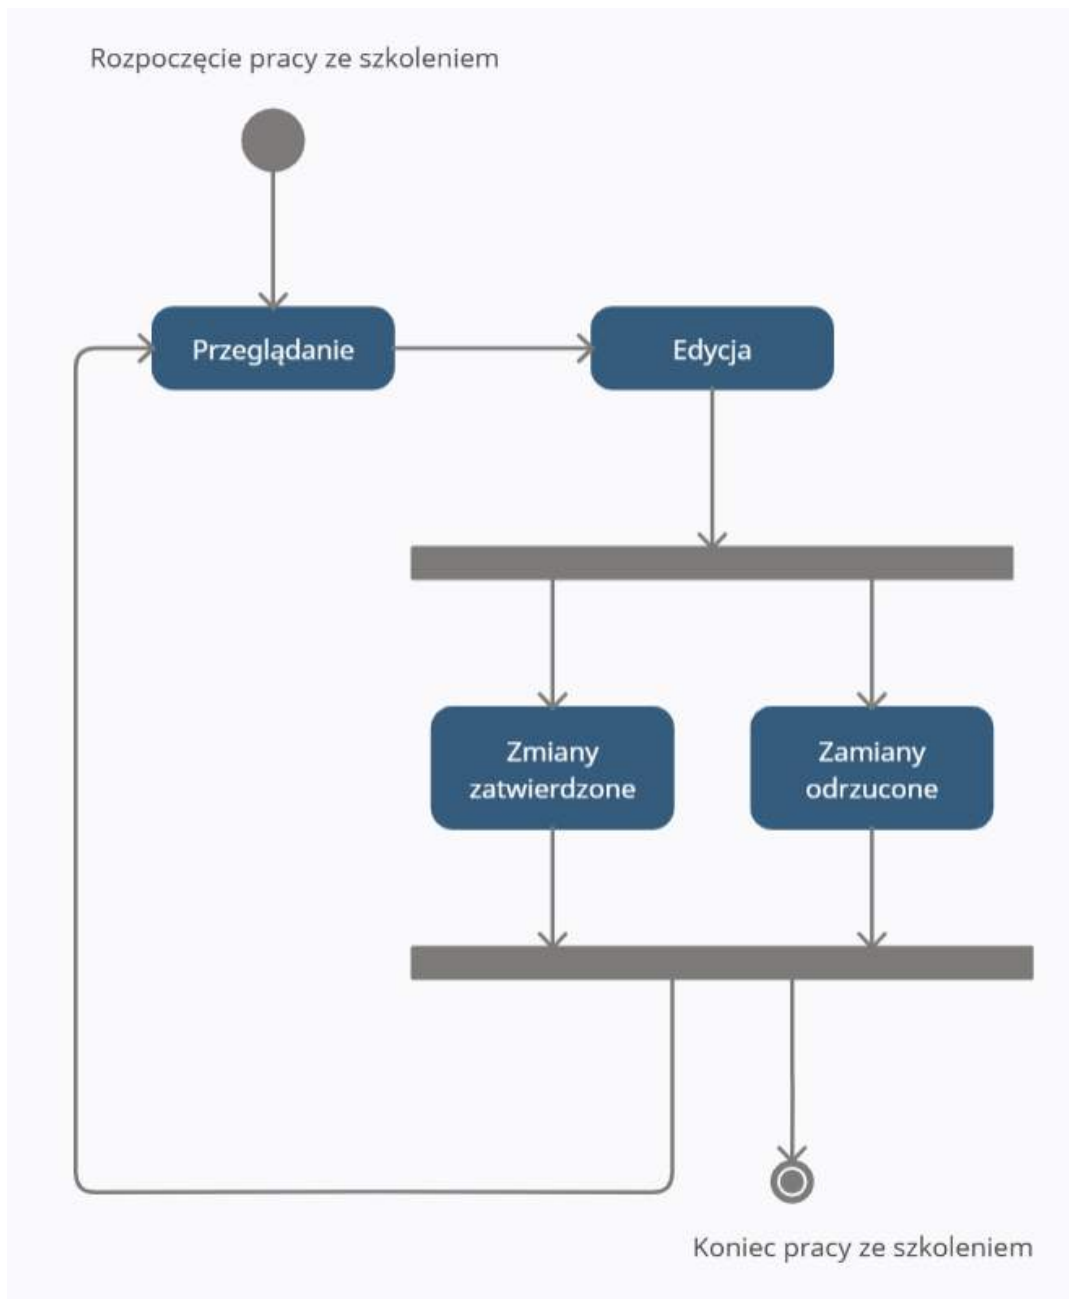 Rozpoczęcie pracy ze szkoleniem
Przeglądanie
Edycja
Zmiany
zatwierdzone
Zamiany
odrzucone
Koniec pracy ze szkoleniem